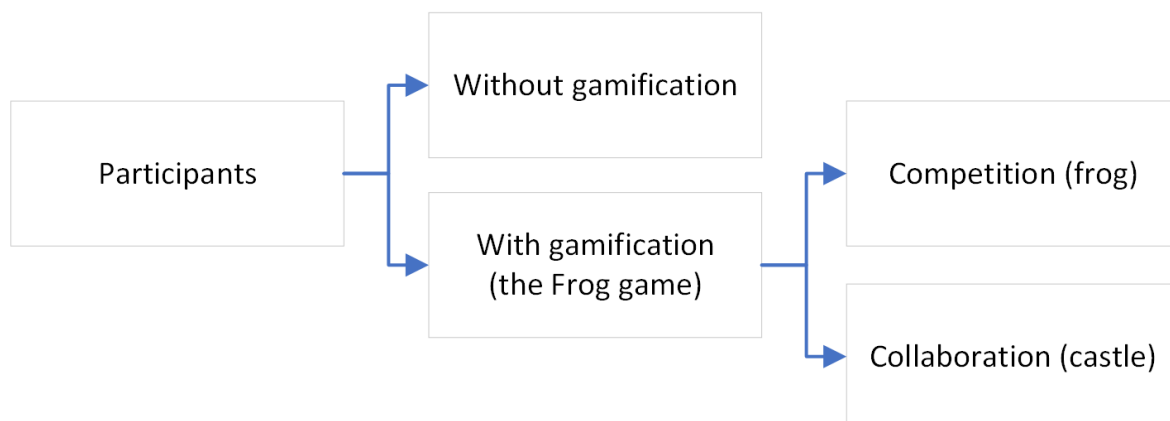 Participants
Without gamification
With gamification
(the Frog game)
Competition (frog)
Collaboration (castle)